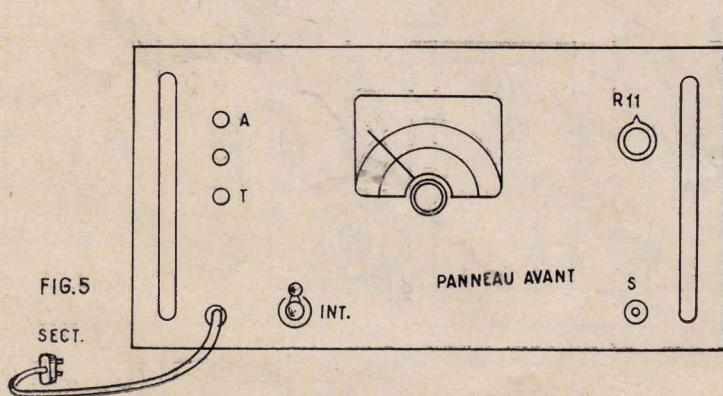 R11
A
T
PANNEAU AVANT
FIG.5
S
INT.
SECT.